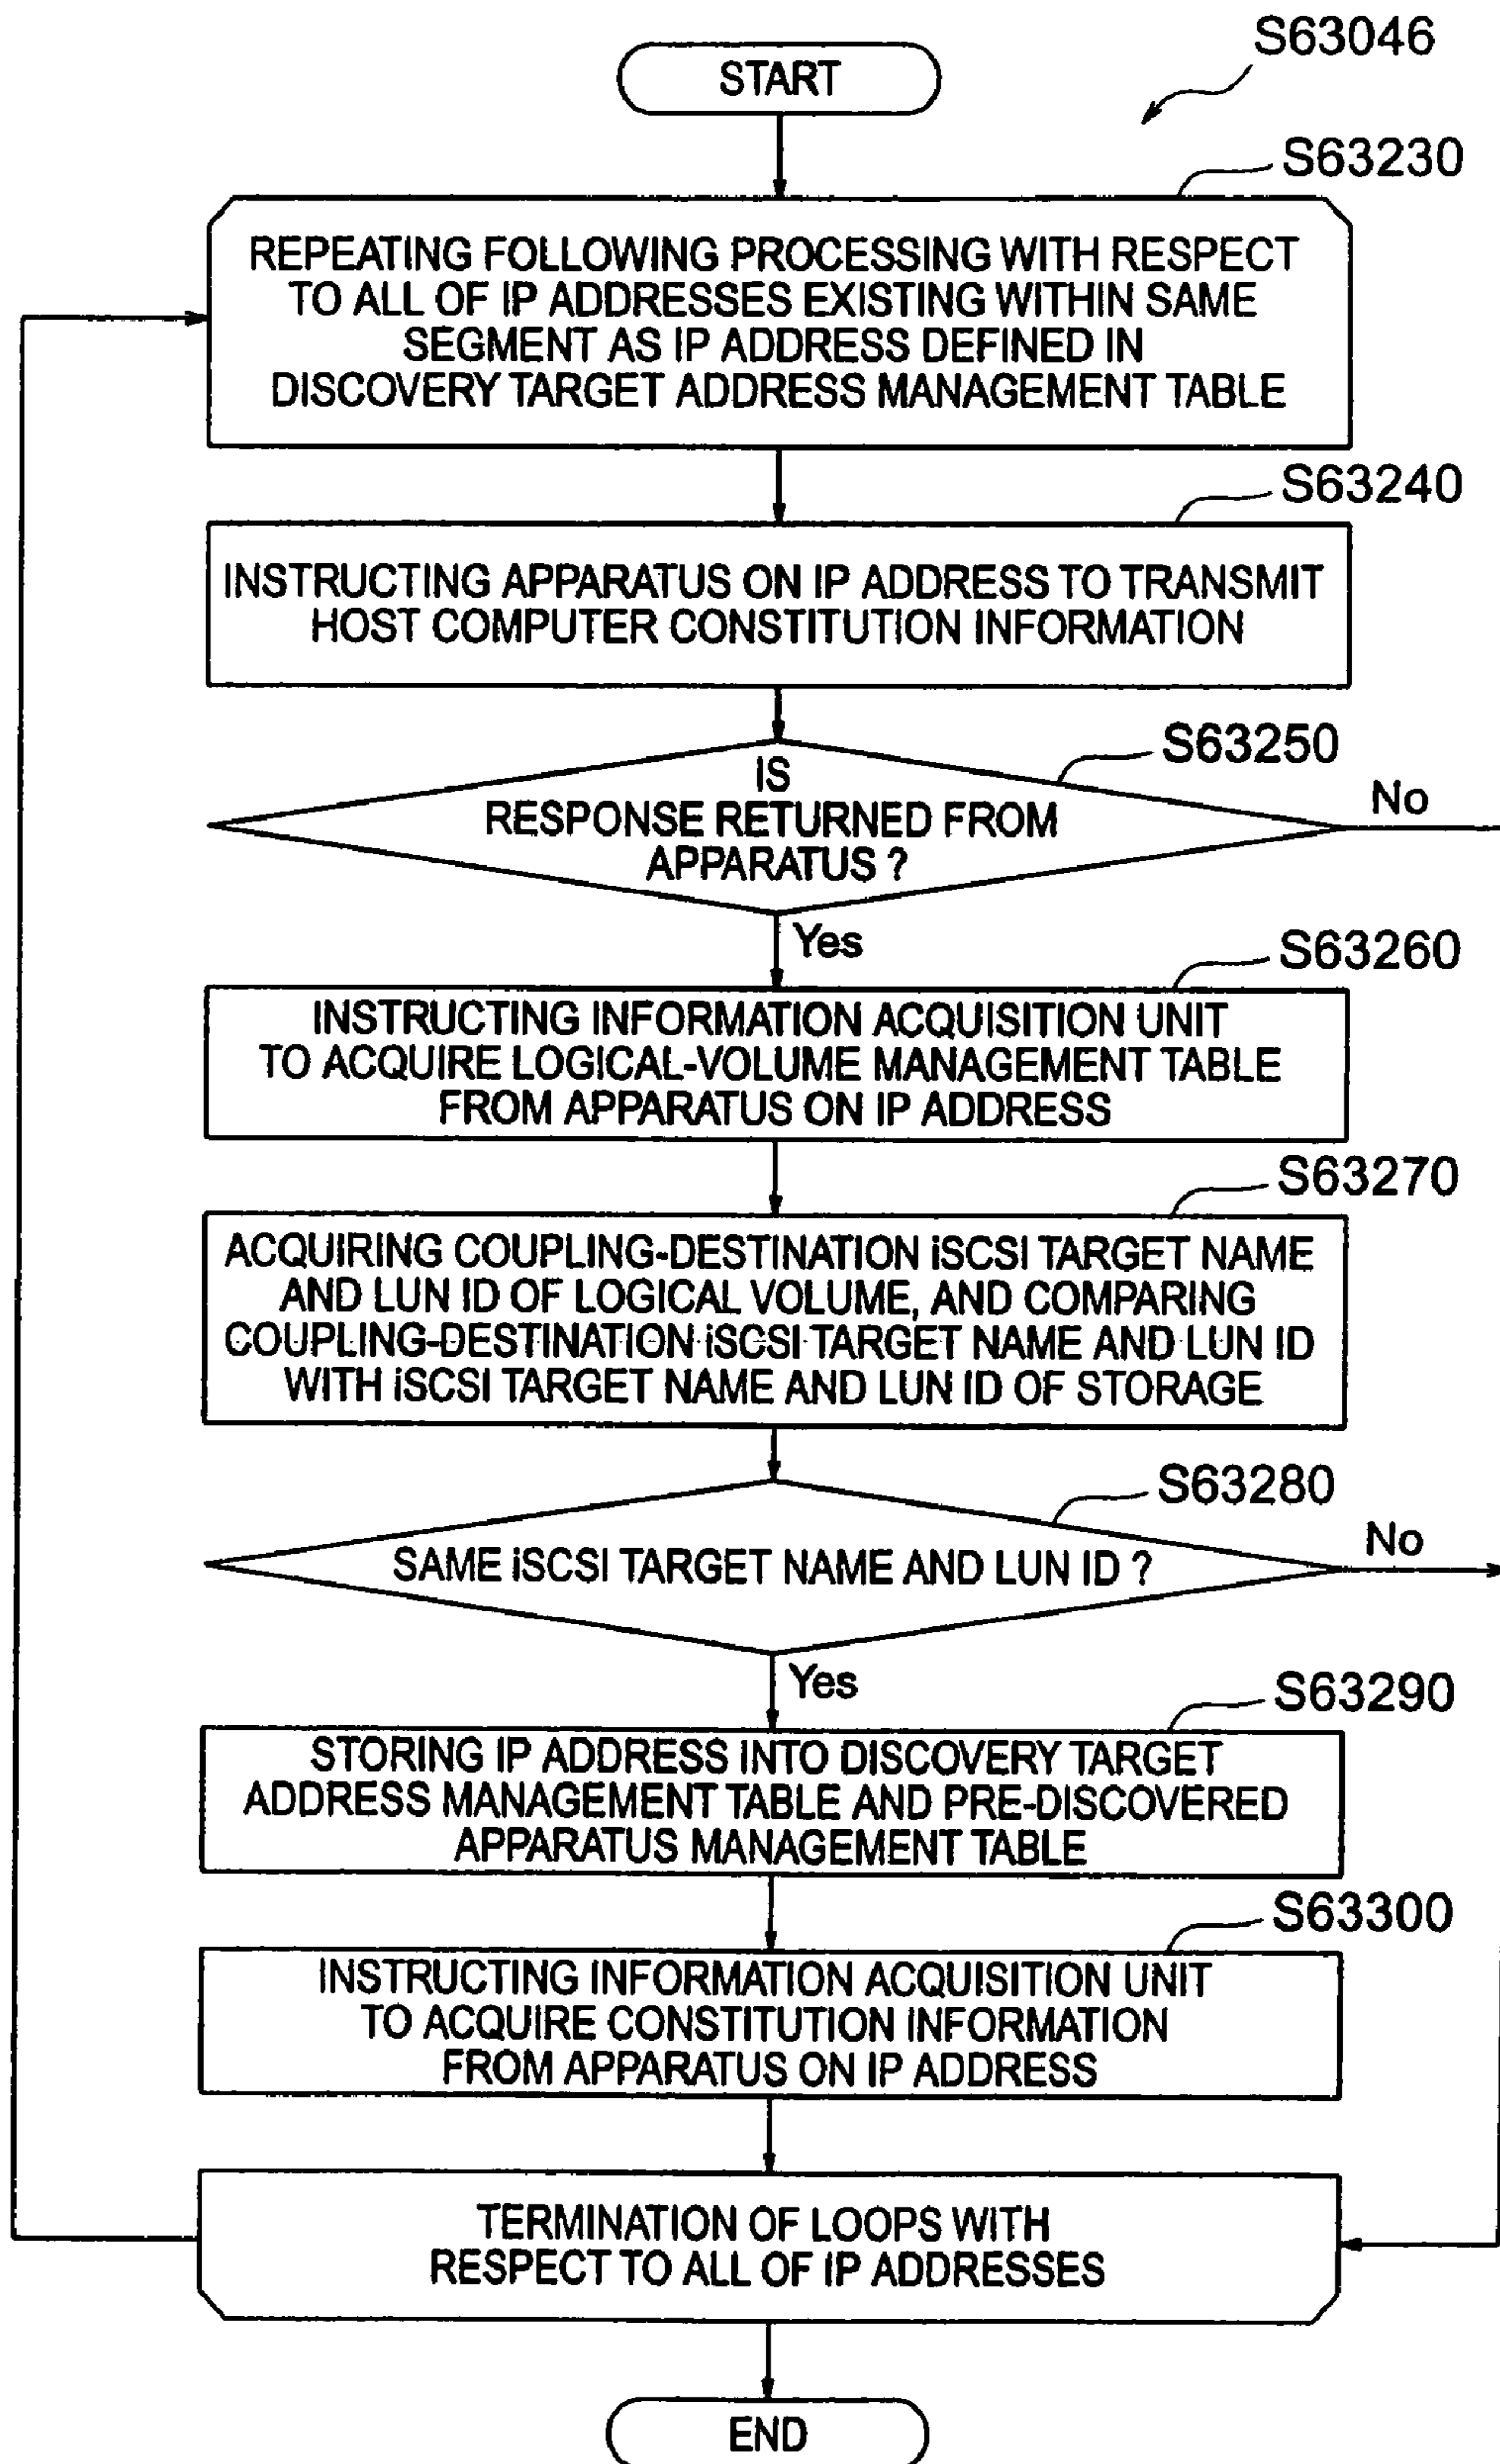 S63046
START
S63230
REPEATING FOLLOWING PROCESSING WITH RESPECT
TO ALL OF IP ADDRESSES EXISTING WITHIN SAME
SEGMENT AS IP ADDRESS DEFINED IN
DISCOVERY TARGET ADDRESS MANAGEMENT TABLE
S63240
INSTRUCTING APPARATUS ON IP ADDRESS TO TRANSMIT
HOST COMPUTER CONSTITUTION INFORMATION
S63250
IS
RESPONSE RETURNED FROM
APPARATUS ?
No
Yes
S63260
INSTRUCTING INFORMATION ACQUISITION UNIT
TO ACQUIRE LOGICAL-VOLUME MANAGEMENT TABLE
FROM APPARATUS ON IP ADDRESS
S63270
ACQUIRING COUPLING-DESTINATION iSCSI TARGET NAME
AND LUN ID OF LOGICAL VOLUME, AND COMPARING
COUPLING-DESTINATION iSCSI TARGET NAME AND LUN ID
WITH iSCSI TARGET NAME AND LUN ID OF STORAGE
S63280
SAME iSCSI TARGET NAME AND LUN ID ?
No
Yes
S63290
STORING IP ADDRESS INTO DISCOVERY TARGET
ADDRESS MANAGEMENT TABLE AND PRE-DISCOVERED
APPARATUS MANAGEMENT TABLE
S63300
INSTRUCTING INFORMATION ACQUISITION UNIT
TO ACQUIRE CONSTITUTION INFORMATION
FROM APPARATUS ON IP ADDRESS
TERMINATION OF LOOPS WITH
RESPECT TO ALL OF IP ADDRESSES
END